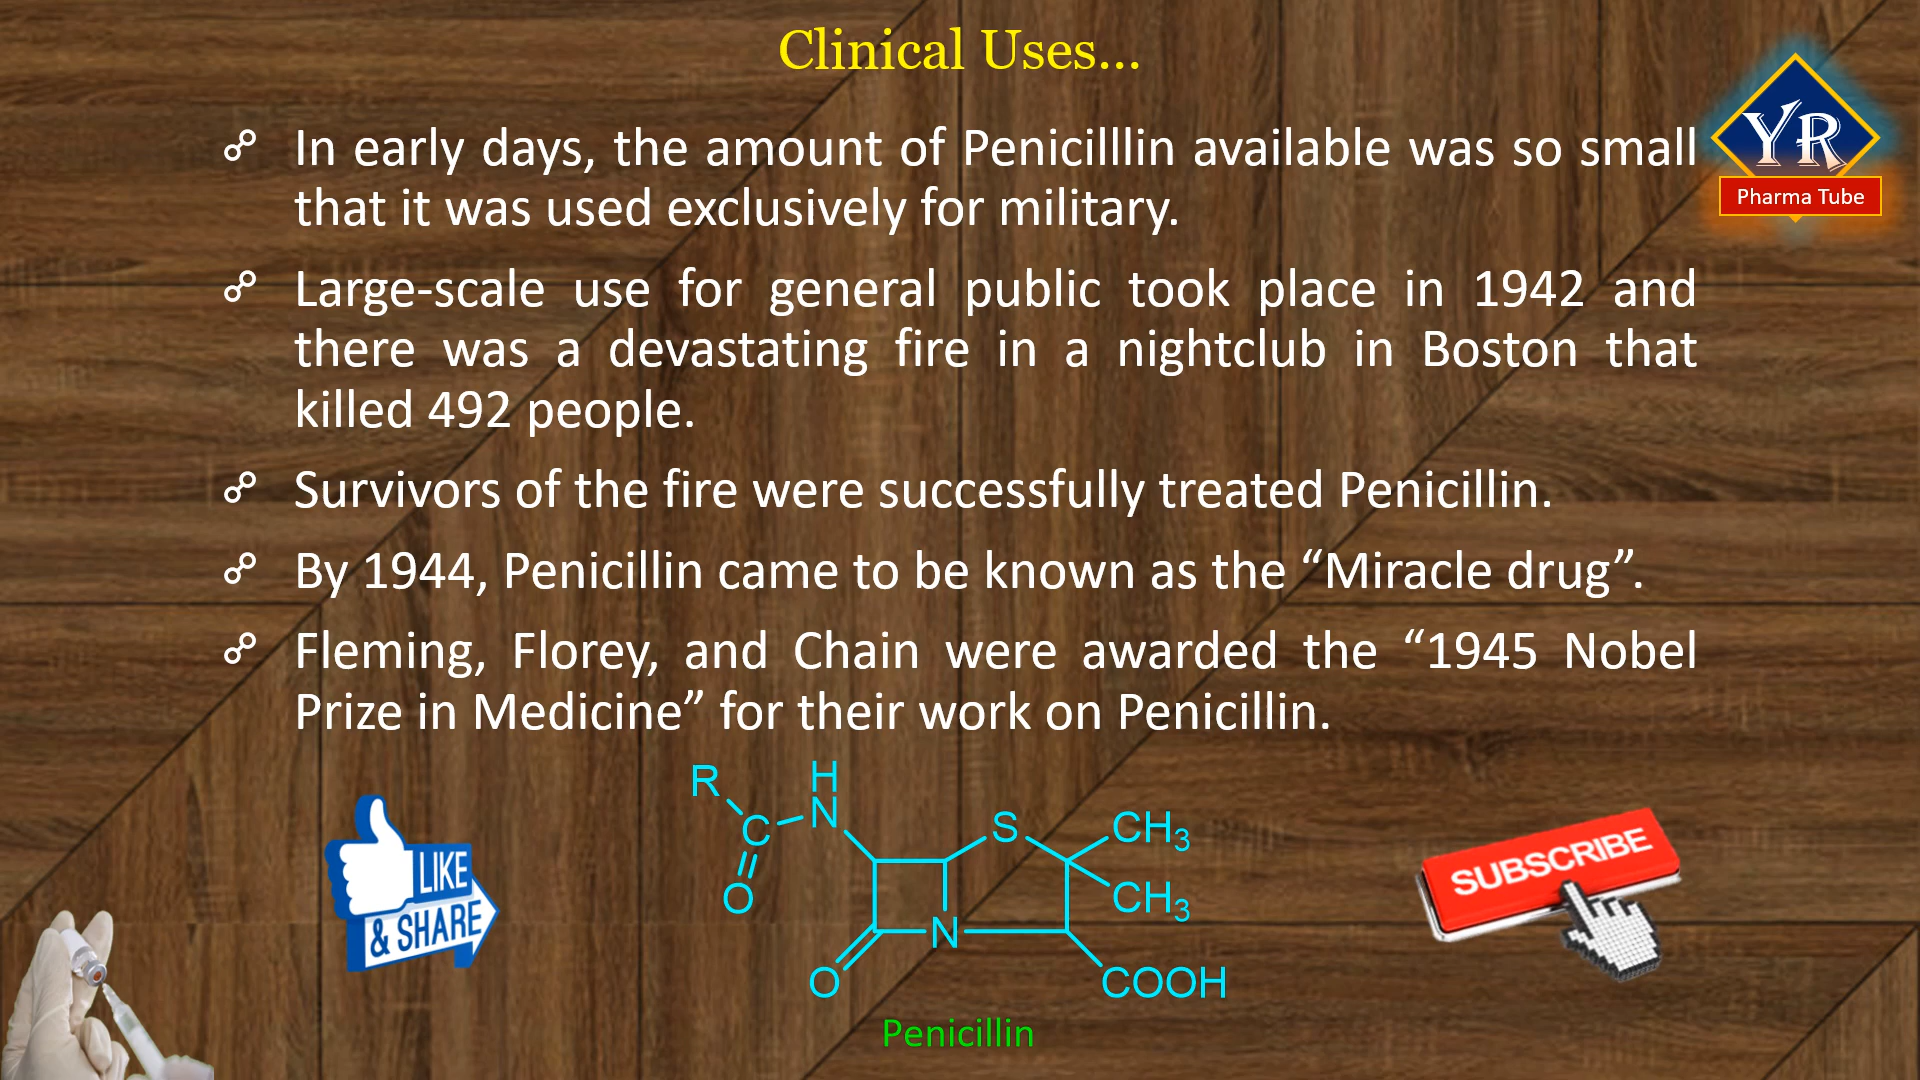 Clinical Uses...
In early days, the amount of Penicilllin available was so small
that it was used exclusively for military.
Large-scale use for general public took place in 1942 and
there was a devastating fire in a nightclub in Boston that
killed 492 people.
Survivors of the fire were successfully treated Penicillin.
By 1944, Penicillin came to be known as the “Miracle drug”.
Fleming, Florey, and Chain were awarded the “1945 Nobel
Prize in Medicine” for their work on Penicillin.
YR
Pharma Tube
LIKE
& SHARE
R
H
N
C
O
S
CH3
CH3
N
O
COOH
Penicillin
SUBSCRIBE